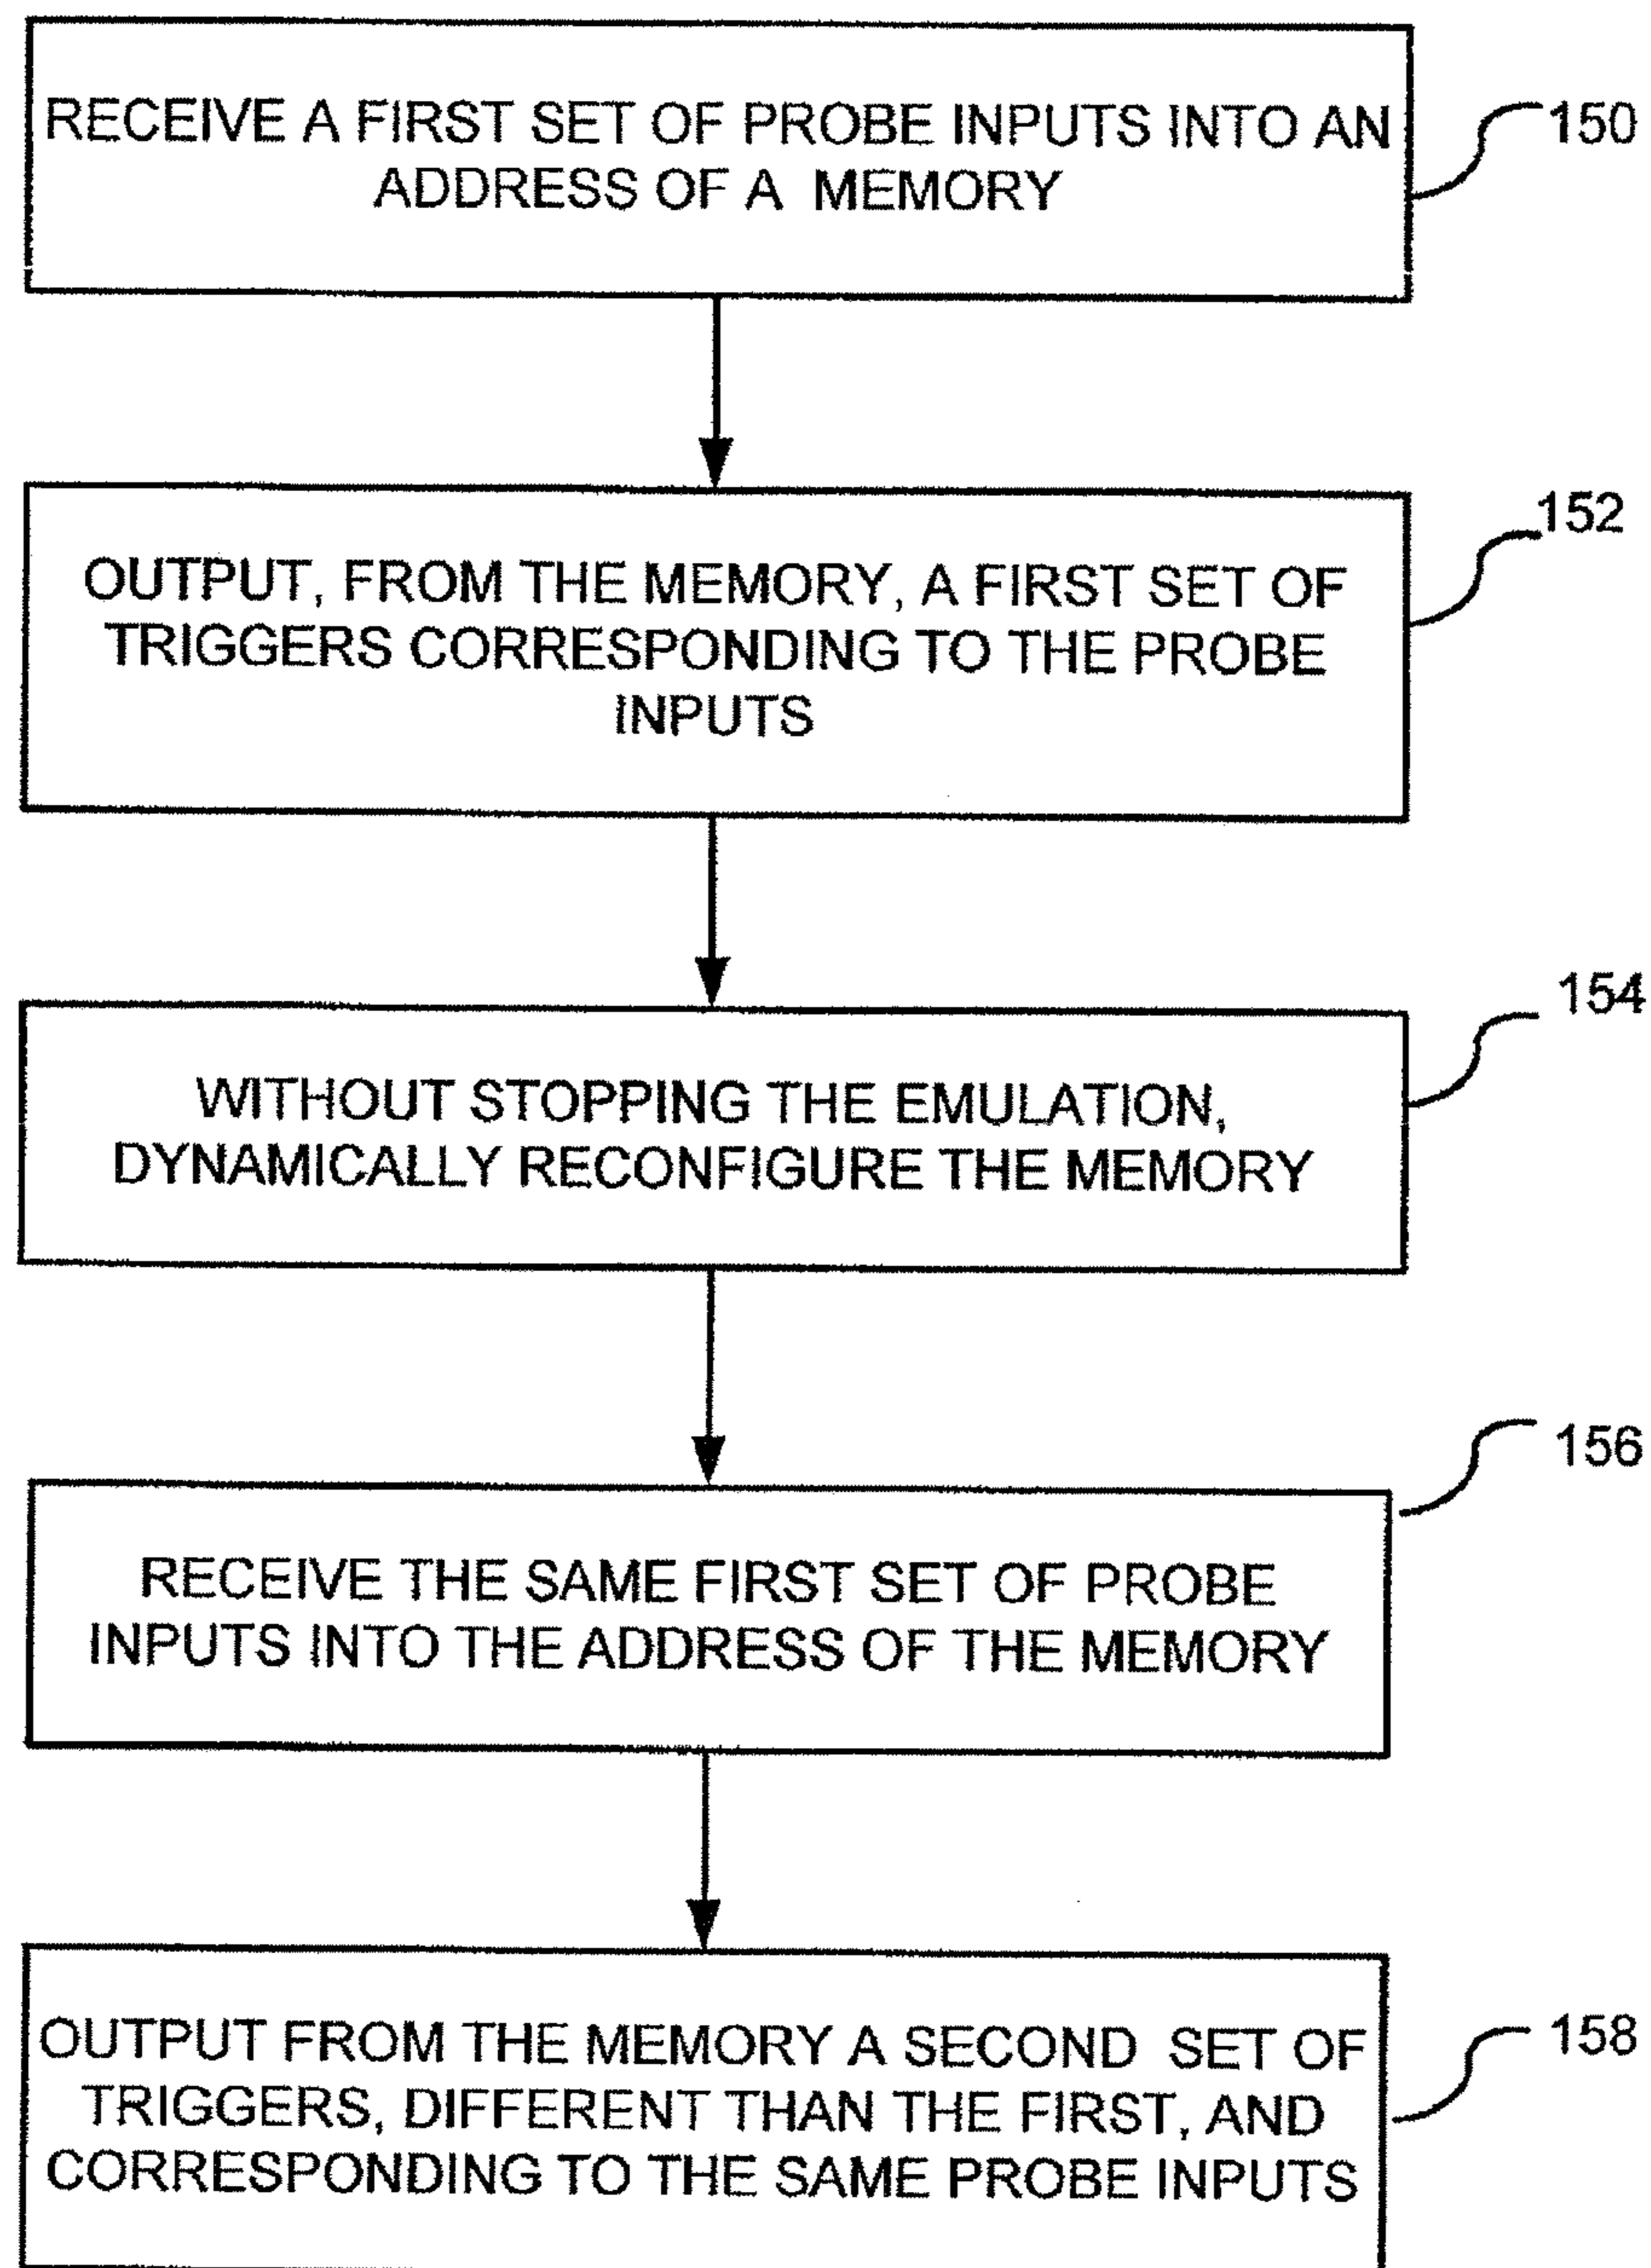 RECEIVE A FIRST SET OF PROBE INPUTS INTO AN
ADDRESS OF A MEMORY
150
OUTPUT, FROM THE MEMORY, A FIRST SET OF
TRIGGERS CORRESPONDING TO THE PROBE
INPUTS
152
WITHOUT STOPPING THE EMULATION,
DYNAMICALLY RECONFIGURE THE MEMORY
154
RECEIVE THE SAME FIRST SET OF PROBE
INPUTS INTO THE ADDRESS OF THE MEMORY
156
OUTPUT FROM THE MEMORY A SECOND SET OF
TRIGGERS, DIFFERENT THAN THE FIRST, AND
CORRESPONDING TO THE SAME PROBE INPUTS
158